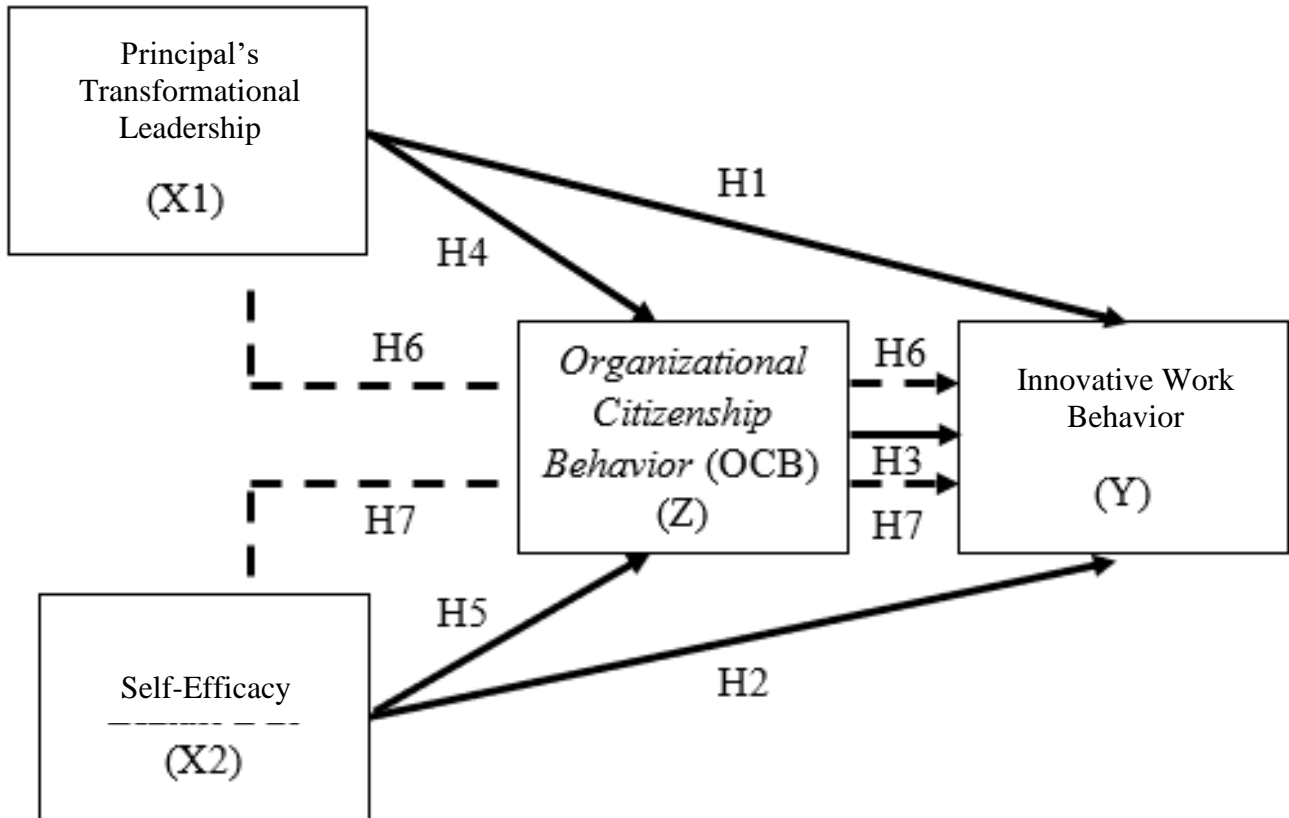 Principal’s
Transformational
Leadership
(X1)
H1
H4
H6
Organizational
Citizenship
Behavior (OCB)
(Z)
H6
H3
H7
Innovative Work
Behavior
(Y)
H7
H5
H2
Self-Efficacy
(X2)